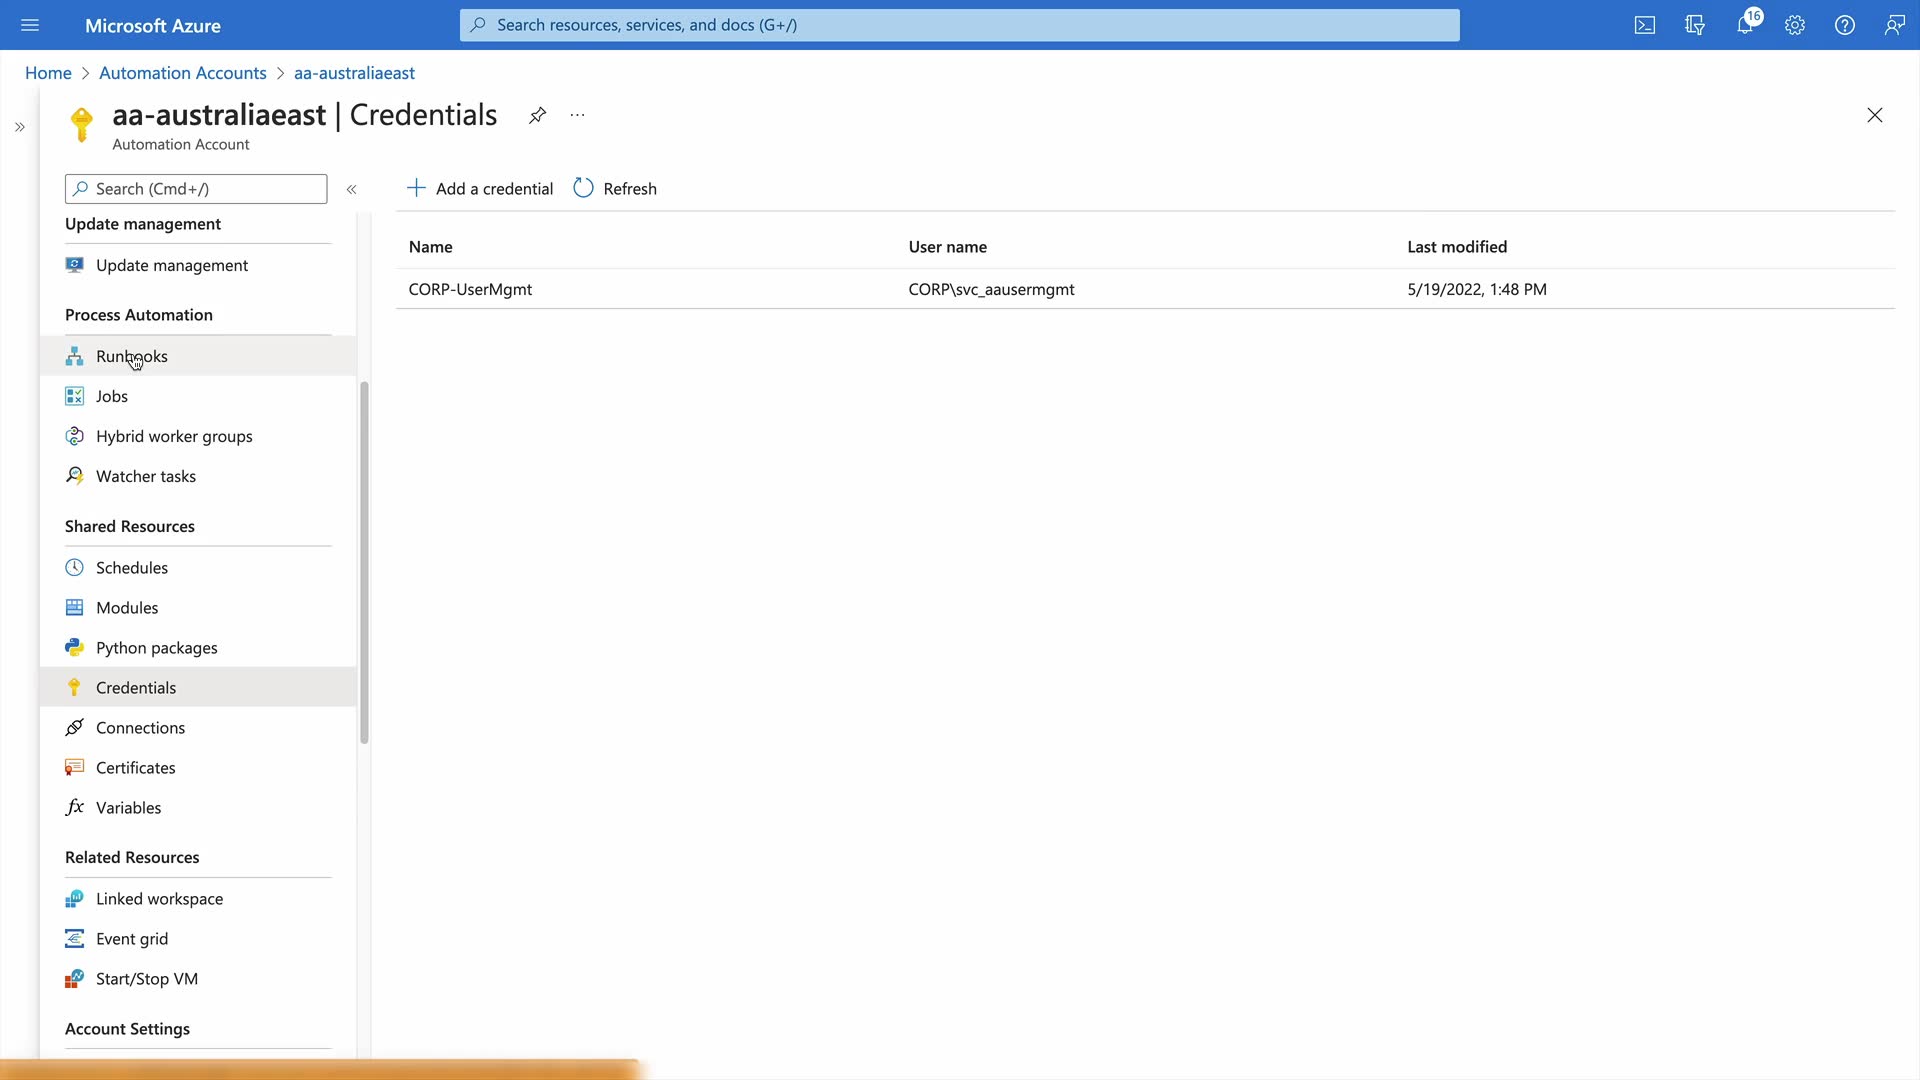 Microsoft Azure
Search resources, services, and docs (G+/)
16
Home > Automation Accounts > aa-australiaeast
aa-australiaeast | Credentials
Automation Account
Search (Cmd+/)
Add a credential
Refresh
Update management
Update management
Process Automation
Runbooks
Jobs
Hybrid worker groups
Watcher tasks
Shared Resources
Schedules
Modules
Python packages
Credentials
Connections
Certificates
Variables
Related Resources
Linked workspace
Event grid
Start/Stop VM
Account Settings
Name User name Last modified
CORP-UserMgmt CORP\svc_aausermgmt 5/19/2022, 1:48 PM